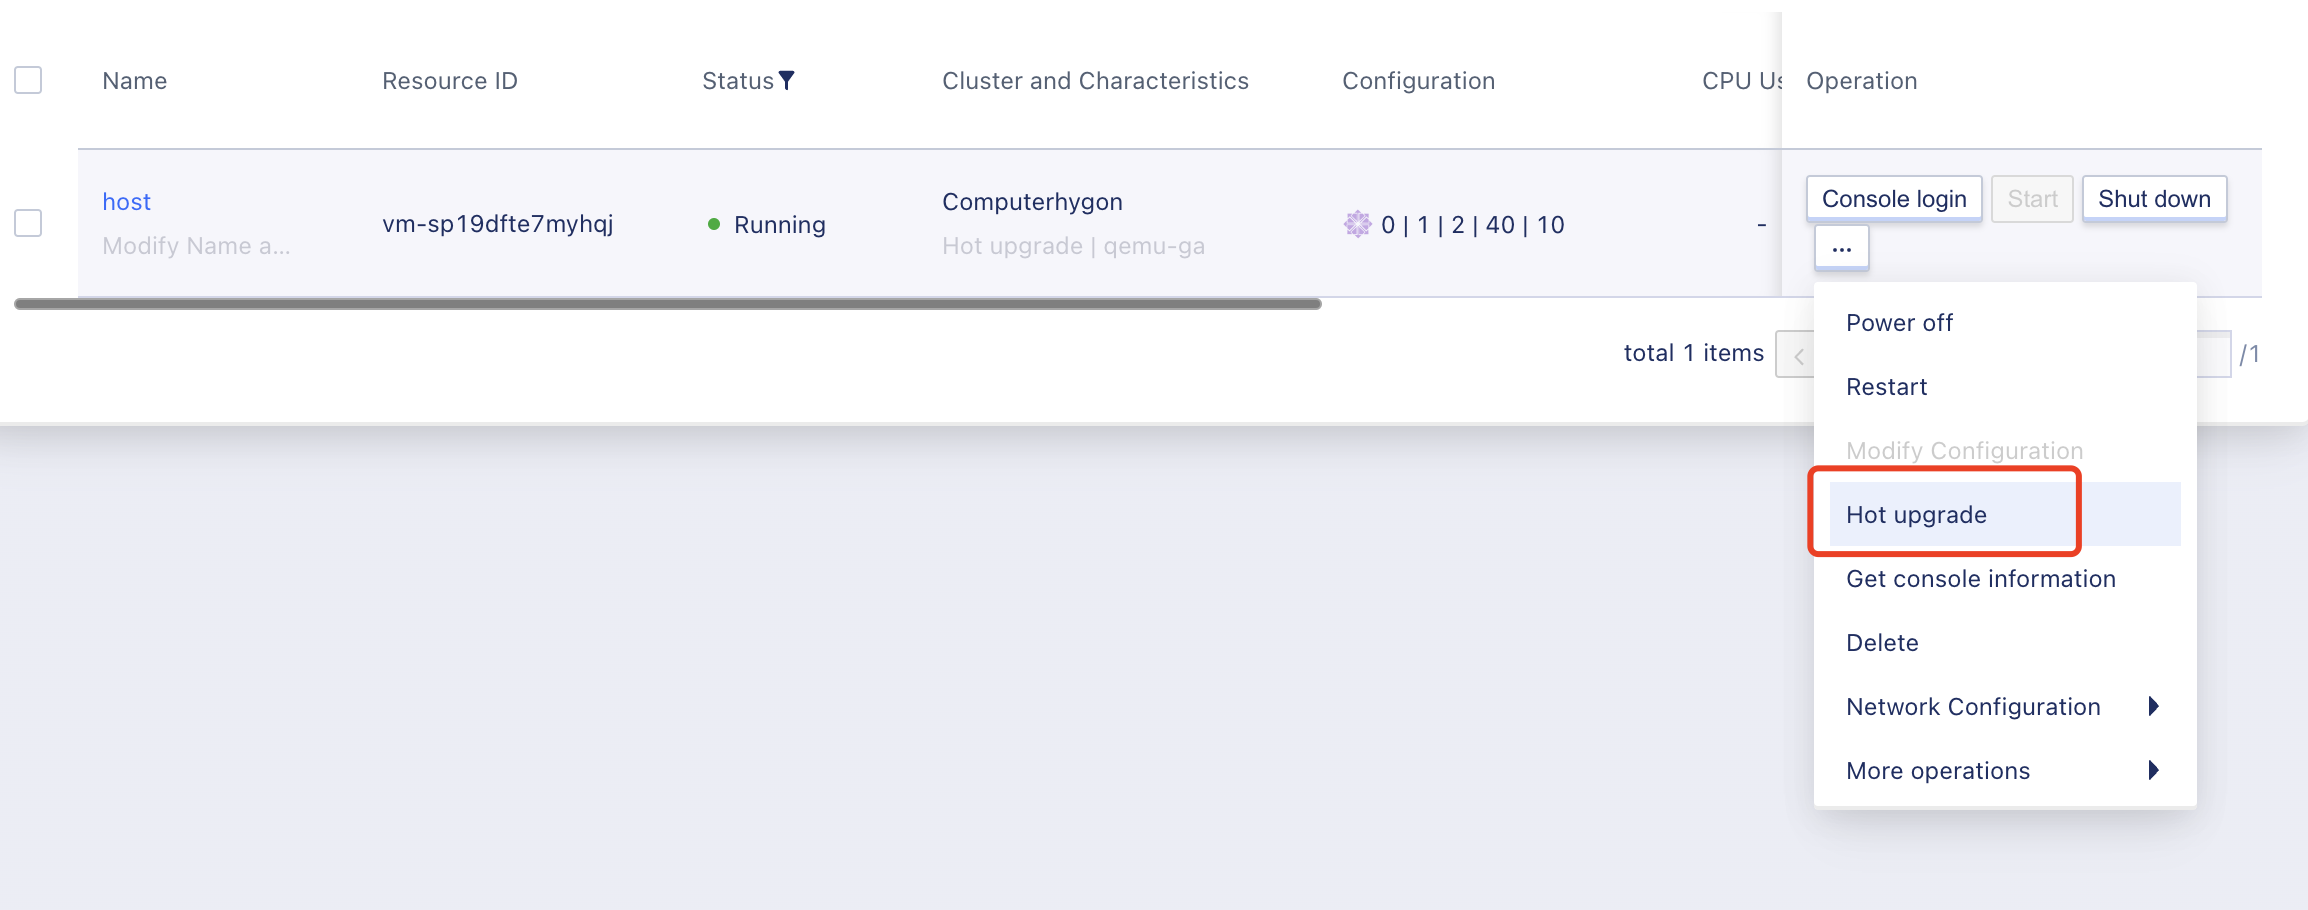 Name Resource ID Status Cluster and Characteristics Configuration CPU Us Operation
host
Modify Name a...
vm-sp19dfte7myhqj
Running
Computerhygon
Hot upgrade | qemu-ga
0 | 1 | 2 | 40 | 10
-
Console login Start Shut down
...
total 1 items /1
Power off
Restart
Modify Configuration
Hot upgrade
Get console information
Delete
Network Configuration
More operations